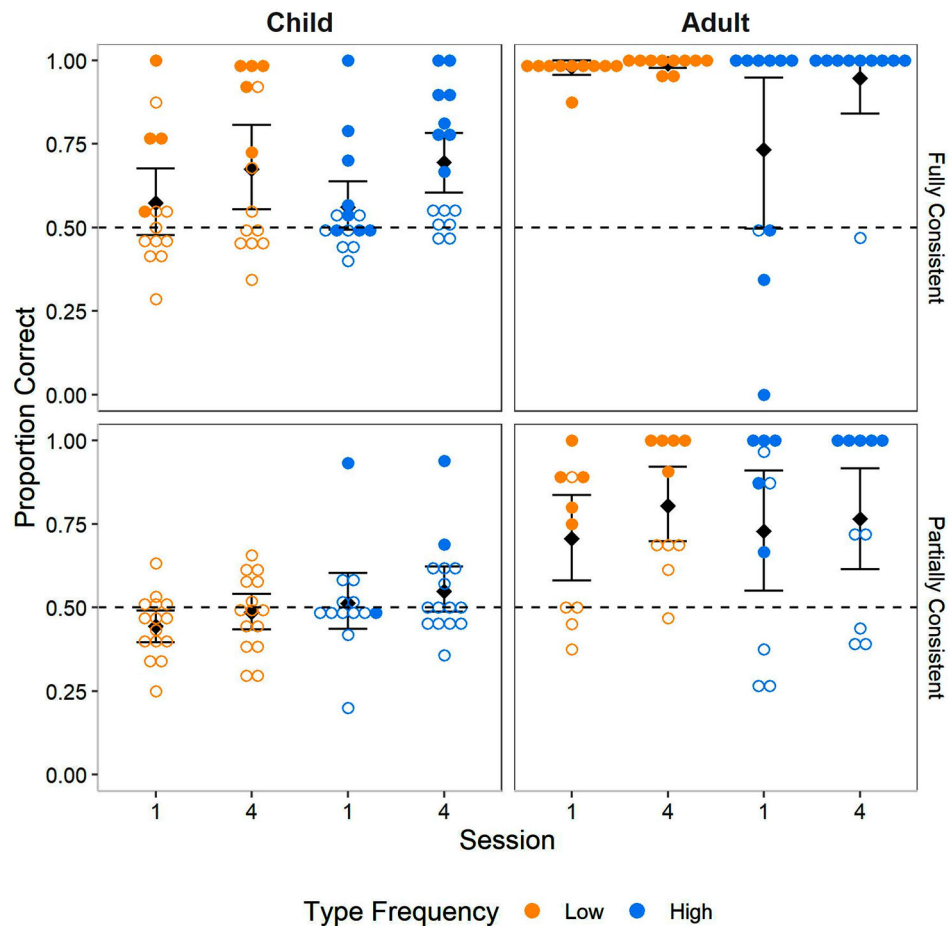 Child Adult
1.00
0.75
0.50
0.25
0.00
Fully Consistent
1.00
0.75
0.50
0.25
0.00
Partially Consistent
Proportion Correct
1 4 1 4 1 4 1 4
Session
Type Frequency Low High